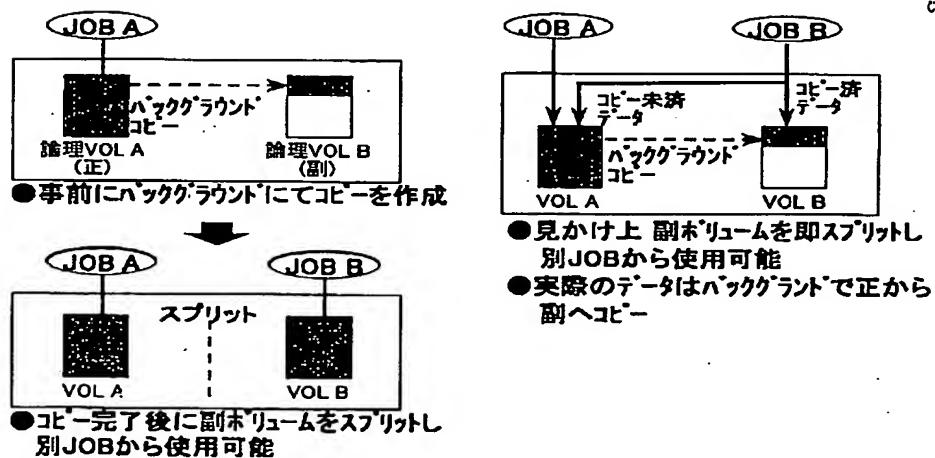 JOB A
バックグラウンド
コピー
論理VOL A
(正)
論理VOL B
(副)
●事前にバックグラウンドにてコピーを作成
JOB A
JOB B
スプリット
VOL A
VOL B
●コピー完了後に副ボリュームをスプリットし
別JOBから使用可能
JOB A
JOB B
コピー未済
データ
コピー済
データ
バックグラウンド
コピー
VOL A
VOL B
●見かけ上 副ボリュームを即スプリットし
別JOBから使用可能
●実際のデータはバックグランドで正から
副へコピー